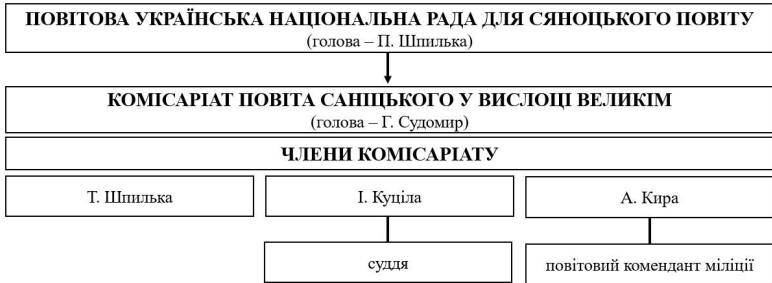 ПОВІТОВА УКРАЇНСЬКА НАЦІОНАЛЬНА РАДА ДЛЯ СЯНОЦЬКОГО ПОВІТУ
(голова – П. Шпилька)
КОМІСАРІАТ ПОВІТА САНІЦЬКОГО У ВИСЛОЦІ ВЕЛИКІМ
(голова – Г. Судомир)
ЧЛЕНИ КОМІСАРІАТУ
Т. Шпилька
І. Куціла
А. Кира
суддя
повітовий комендант міліції